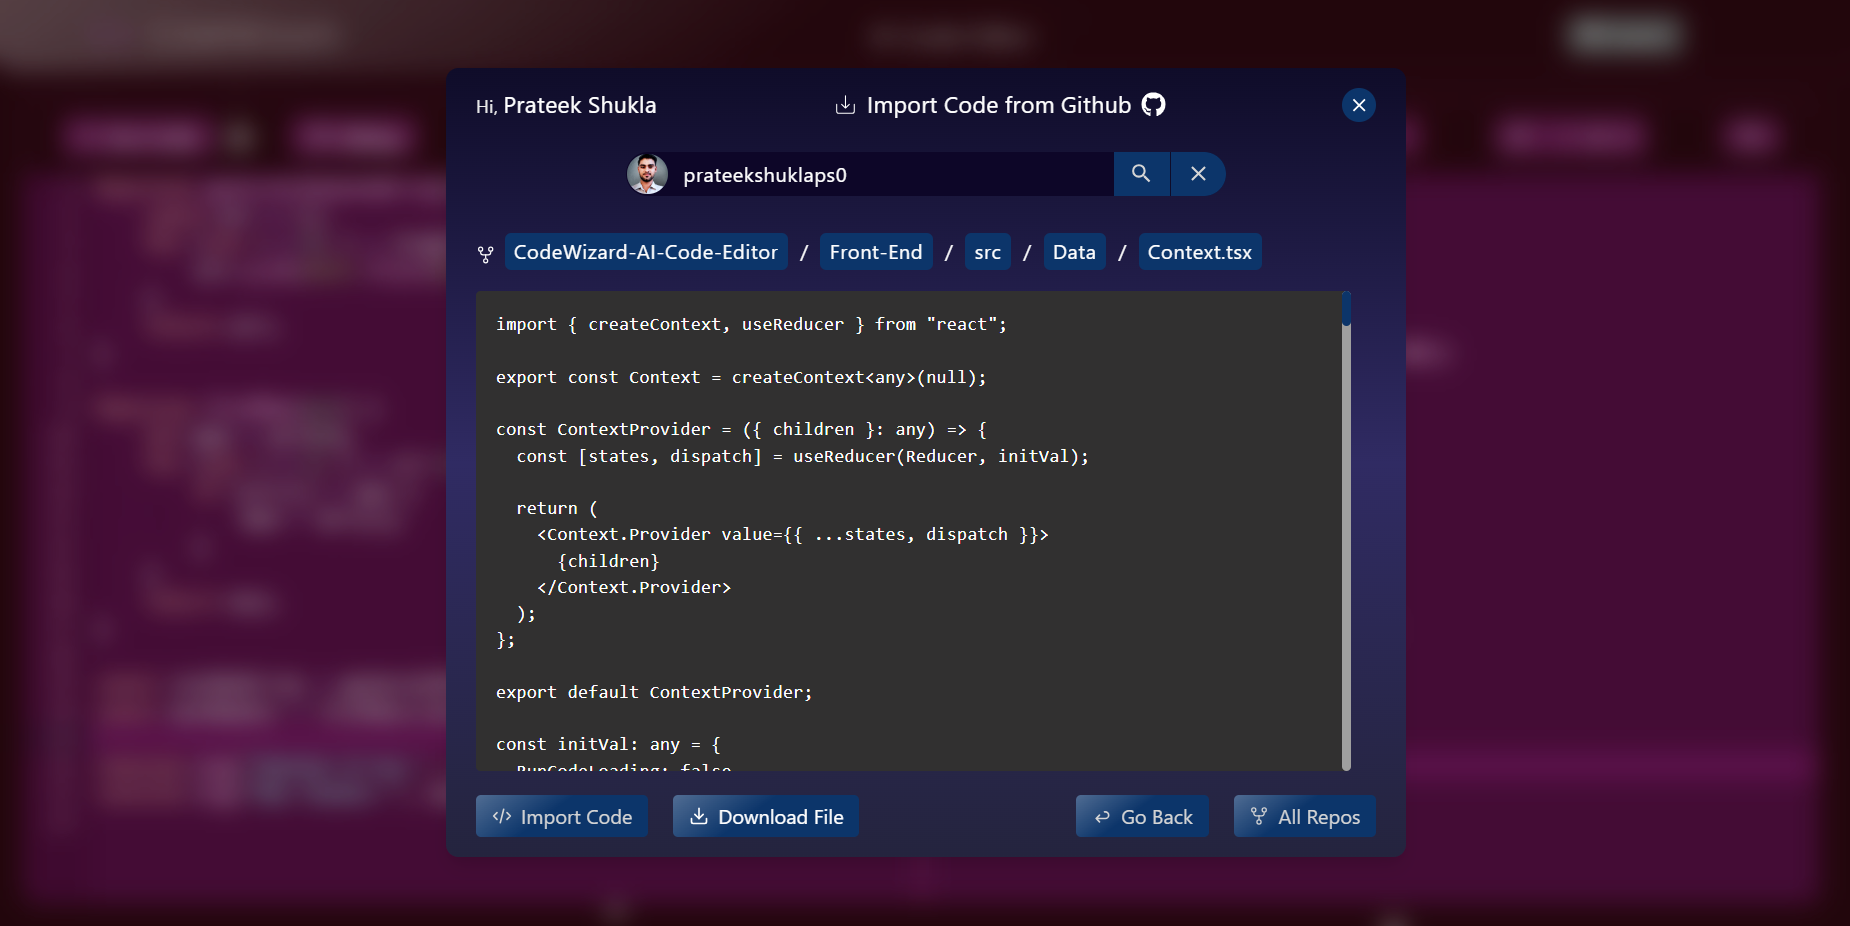 Hi, Prateek Shukla
Import Code from Github
prateekshuklaps0
CodeWizard-AI-Code-Editor / Front-End / src / Data / Context.tsx
import { createContext, useReducer } from "react";
export const Context = createContext<any>(null);
const ContextProvider = ({ children }: any) => {
  const [states, dispatch] = useReducer(Reducer, initVal);
  return (
    <Context.Provider value={{ ...states, dispatch }}>
      {children}
    </Context.Provider>
  );
};
export default ContextProvider;
const initVal: any = {
  RunCodeLoading: false
</> Import Code
Download File
Go Back
All Repos